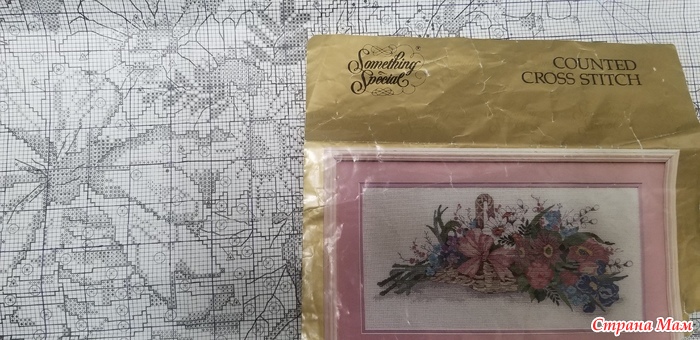 Something
Special
COUNTED
CROSS STITCH
Страна Мам